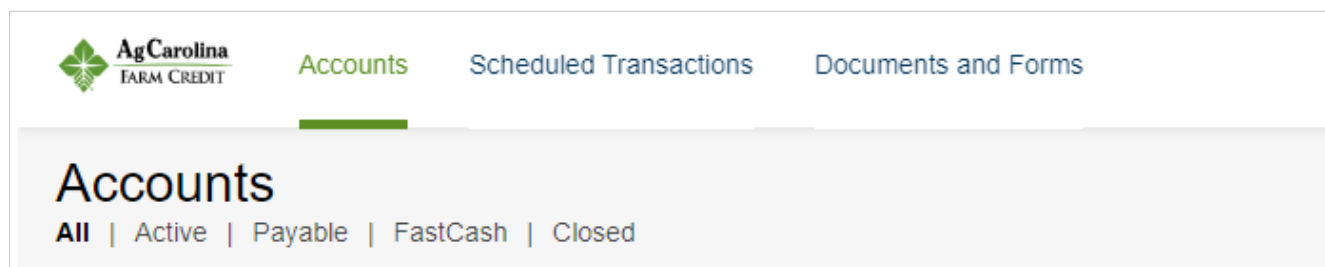 AgCarolina
FARM CREDIT
Accounts Scheduled Transactions Documents and Forms
Accounts
All | Active | Payable | FastCash | Closed